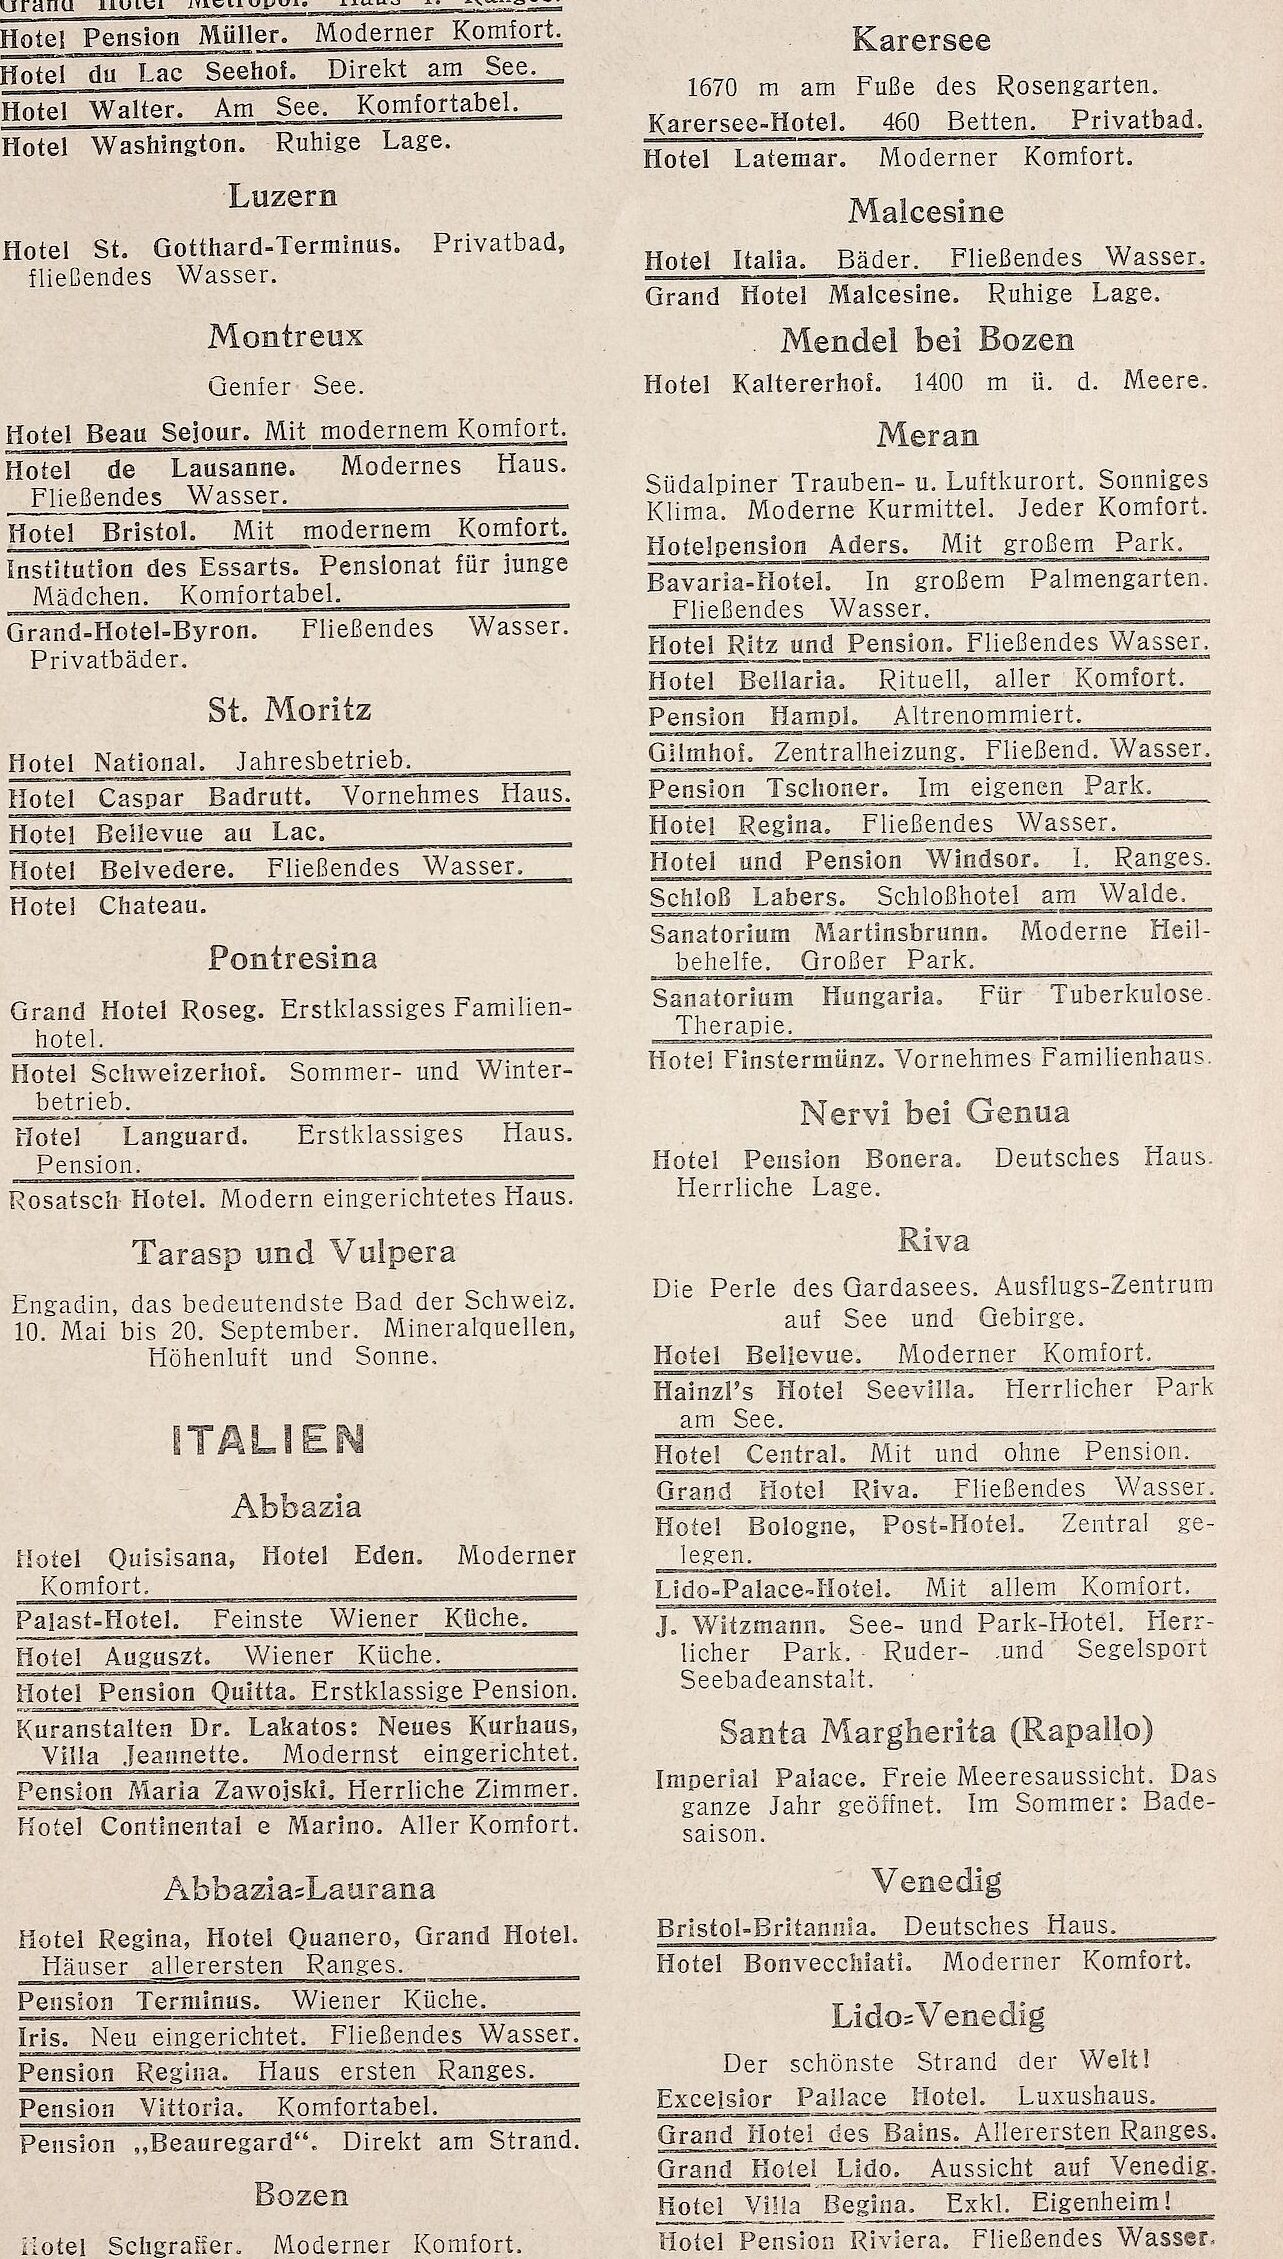 Grand Hotel Metropol. Haus I. Ranges.
Hotel Pension Müller. Moderner Komfort.
Hotel du Lac Seehof. Direkt am See.
Hotel Walter. Am See. Komfortabel.
Hotel Washington. Ruhige Lage.
Luzern
Hotel St. Gotthard-Terminus. Privatbad,
fließendes Wasser.
Montreux
Genfer See.
Hotel Beau Sejour. Mit modernem Komfort.
Hotel de Lausanne. Modernes Haus.
Fließendes Wasser.
Hotel Bristol. Mit modernem Komfort.
Institution des Essarts. Pensionat für junge
Mädchen. Komfortabel.
Grand-Hotel-Byron. Fließendes Wasser.
Privatbäder.
St. Moritz
Hotel National. Jahresbetrieb.
Hotel Caspar Badrutt. Vornehmes Haus.
Hotel Bellevue au Lac.
Hotel Belvedere. Fließendes Wasser.
Hotel Chateau.
Pontresina
Grand Hotel Roseg. Erstklassiges Familien-
hotel.
Hotel Schweizerhof. Sommer- und Winter-
betrieb.
Hotel Languard. Erstklassiges Haus.
Pension.
Rosatsch Hotel. Modern eingerichtetes Haus.
Tarasp und Vulpera
Engadin, das bedeutendste Bad der Schweiz.
10. Mai bis 20. September. Mineralquellen,
Höhenluft und Sonne.
ITALIEN
Abbazia
Hotel Quisisana, Hotel Eden. Moderner
Komfort.
Palast-Hotel. Feinste Wiener Küche.
Hotel Auguszt. Wiener Küche.
Hotel Pension Quitta. Erstklassige Pension.
Kuranstalten Dr. Lakatos: Neues Kurhaus,
Villa Jeannette. Modernst eingerichtet.
Pension Maria Zawojski. Herrliche Zimmer.
Hotel Continental e Marino. Aller Komfort.
Abbazia-Laurana
Hotel Regina, Hotel Quanero, Grand Hotel.
Häuser allerersten Ranges.
Pension Terminus. Wiener Küche.
Iris. Neu eingerichtet. Fließendes Wasser.
Pension Regina. Haus ersten Ranges.
Pension Vittoria. Komfortabel.
Pension „Beauregard“. Direkt am Strand.
Bozen
Hotel Schgraffer. Moderner Komfort.
Karersee
1670 m am Fuße des Rosengarten.
Karersee-Hotel. 460 Betten. Privatbad.
Hotel Latemar. Moderner Komfort.
Malcesine
Hotel Italia. Bäder. Fließendes Wasser.
Grand Hotel Malcesine. Ruhige Lage.
Mendel bei Bozen
Hotel Kaltererhof. 1400 m ü. d. Meere.
Meran
Südalpiner Trauben- u. Luftkurort. Sonniges
Klima. Moderne Kurmittel. Jeder Komfort.
Hotelpension Aders. Mit großem Park.
Bavaria-Hotel. In großem Palmengarten.
Fließendes Wasser.
Hotel Ritz und Pension. Fließendes Wasser.
Hotel Bellaria. Rituell, aller Komfort.
Pension Hampl. Altrenommiert.
Gilmhof. Zentralheizung. Fließend. Wasser.
Pension Tschoner. Im eigenen Park.
Hotel Regina. Fließendes Wasser.
Hotel und Pension Windsor. I. Ranges.
Schloß Labers. Schloßhotel am Walde.
Sanatorium Martinsbrunn. Moderne Heil-
behelfe. Großer Park.
Sanatorium Hungaria. Für Tuberkulose.
Therapie.
Hotel Finstermünz. Vornehmes Familienhaus.
Nervi bei Genua
Hotel Pension Bonera. Deutsches Haus.
Herrliche Lage.
Riva
Die Perle des Gardasees. Ausflugs-Zentrum
auf See und Gebirge.
Hotel Bellevue. Moderner Komfort.
Hainzl's Hotel Seevilla. Herrlicher Park
am See.
Hotel Central. Mit und ohne Pension.
Grand Hotel Riva. Fließendes Wasser.
Hotel Bologne, Post-Hotel. Zentral ge-
legen.
Lido-Palace-Hotel. Mit allem Komfort.
J. Witzmann. See- und Park-Hotel. Herr-
licher Park. Ruder- und Segelsport
Seebadeanstalt.
Santa Margherita (Rapallo)
Imperial Palace. Freie Meeresaussicht. Das
ganze Jahr geöffnet. Im Sommer: Bade-
saison.
Venedig
Bristol-Britannia. Deutsches Haus.
Hotel Bonvecchiati. Moderner Komfort.
Lido-Venedig
Der schönste Strand der Welt!
Excelsior Pallace Hotel. Luxushaus.
Grand Hotel des Bains. Allerersten Ranges.
Grand Hotel Lido. Aussicht auf Venedig.
Hotel Villa Begina. Exkl. Eigenheim!
Hotel Pension Riviera. Fließendes Wasser.